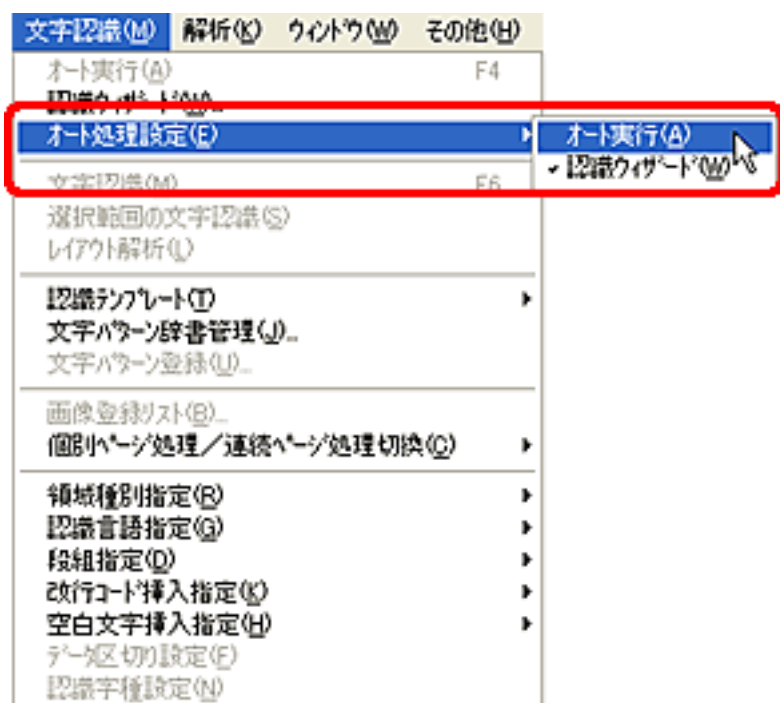 文字認識(M) 解析(K) ウィンドウ(W) その他(H)
オート実行(A) F4
認識ウィザード(W)...
オート処理設定(E) オート実行(A)
文字認識(M) F6 認識ウィザード(W)
選択範囲の文字認識(S)
レイアウト解析(L)
認識テンプレート(T)
文字パターン辞書管理(J)...
文字パターン登録(U)...
画像登録リスト(B)...
個別ページ処理/連続ページ処理切換(C)
領域種別指定(R)
認識言語指定(G)
段組指定(D)
改行コード挿入指定(K)
空白文字挿入指定(H)
データ区切り設定(F)
認識字種設定(N)